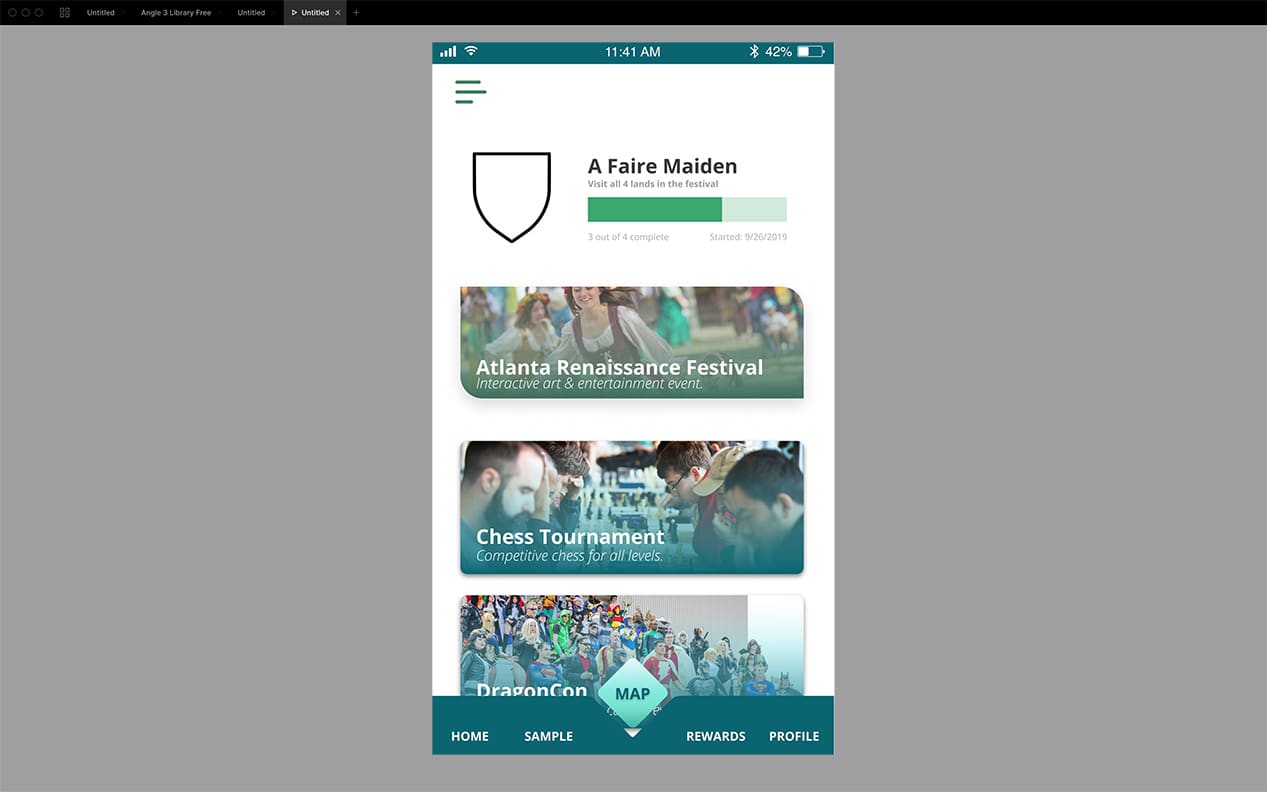 Untitled
Angle 3 Library Free
Untitled
Untitled
11:41 AM
42%
A Faire Maiden
Visit all 4 lands in the festival
3 out of 4 complete
Started: 9/26/2019
Atlanta Renaissance Festival
Interactive art & entertainment event.
Chess Tournament
Competitive chess for all levels.
DragonCon
MAP
HOME
SAMPLE
REWARDS
PROFILE